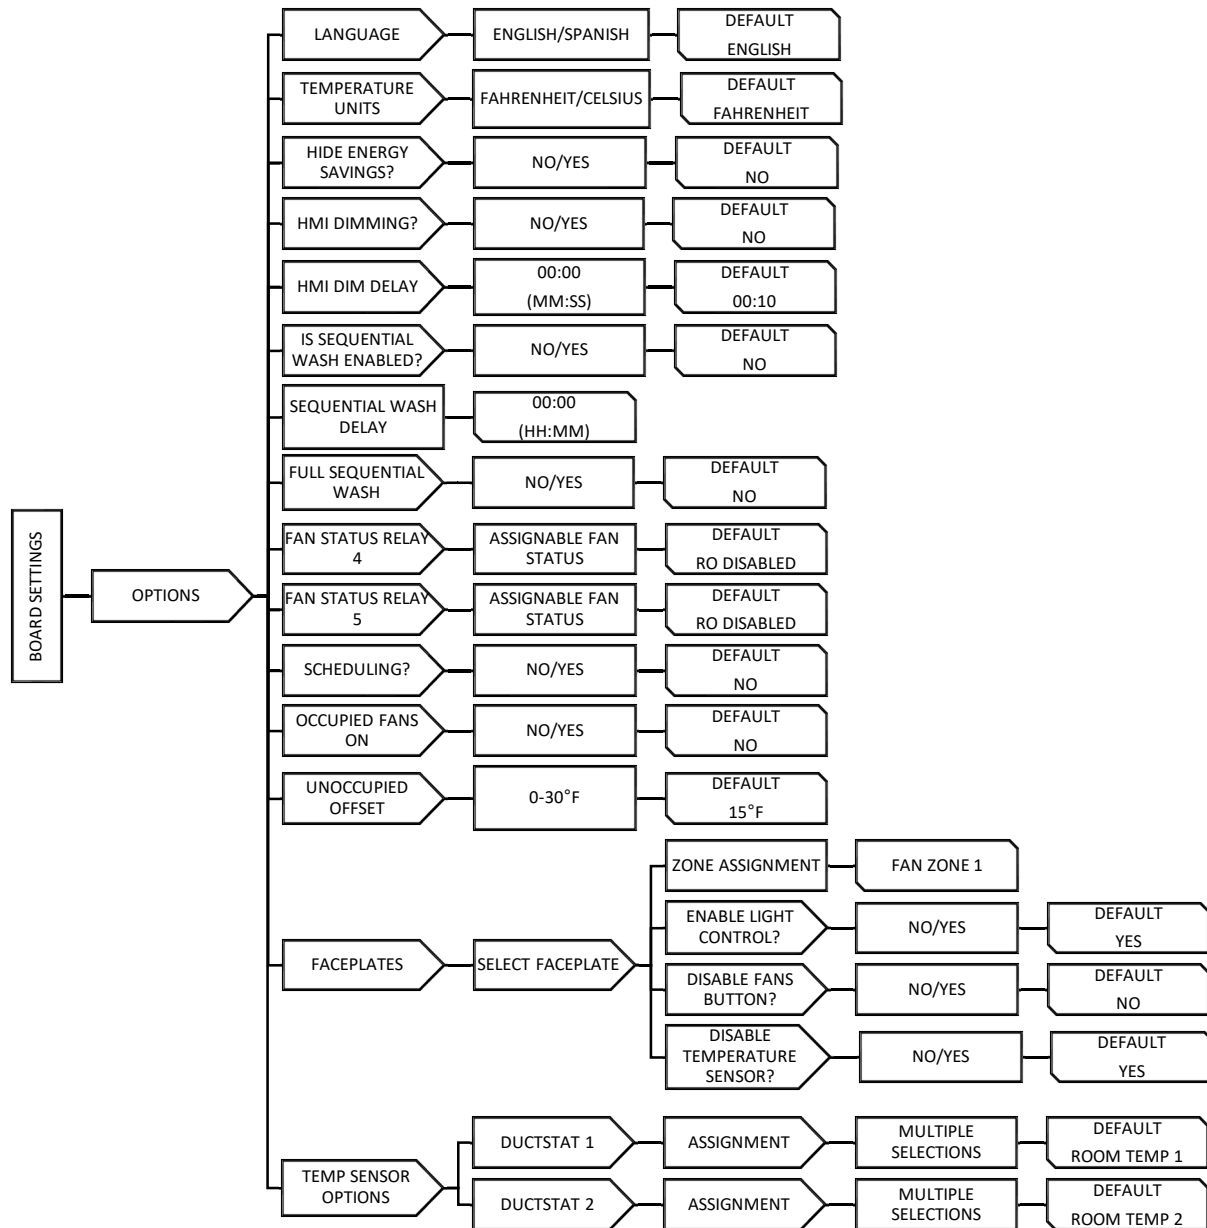 LANGUAGE
ENGLISH/SPANISH
DEFAULT
ENGLISH
TEMPERATURE
UNITS
FAHRENHEIT/CELSIUS
DEFAULT
FAHRENHEIT
HIDE ENERGY
SAVINGS?
NO/YES
DEFAULT
NO
HMI DIMMING?
NO/YES
DEFAULT
NO
HMI DIM DELAY
00:00
(MM:SS)
DEFAULT
00:10
IS SEQUENTIAL
WASH ENABLED?
NO/YES
DEFAULT
NO
SEQUENTIAL WASH
DELAY
00:00
(HH:MM)
FULL SEQUENTIAL
WASH
NO/YES
DEFAULT
NO
BOARD SETTINGS
OPTIONS
FAN STATUS RELAY
4
ASSIGNABLE FAN
STATUS
DEFAULT
RO DISABLED
FAN STATUS RELAY
5
ASSIGNABLE FAN
STATUS
DEFAULT
RO DISABLED
SCHEDULING?
NO/YES
DEFAULT
NO
OCCUPIED FANS
ON
NO/YES
DEFAULT
NO
UNOCCUPIED
OFFSET
0-30°F
DEFAULT
15°F
FACEPLATES
SELECT FACEPLATE
ZONE ASSIGNMENT
FAN ZONE 1
ENABLE LIGHT
CONTROL?
NO/YES
DEFAULT
YES
DISABLE FANS
BUTTON?
NO/YES
DEFAULT
NO
DISABLE
TEMPERATURE
SENSOR?
NO/YES
DEFAULT
YES
TEMP SENSOR
OPTIONS
DUCTSTAT 1
ASSIGNMENT
MULTIPLE
SELECTIONS
DEFAULT
ROOM TEMP 1
DUCTSTAT 2
ASSIGNMENT
MULTIPLE
SELECTIONS
DEFAULT
ROOM TEMP 2